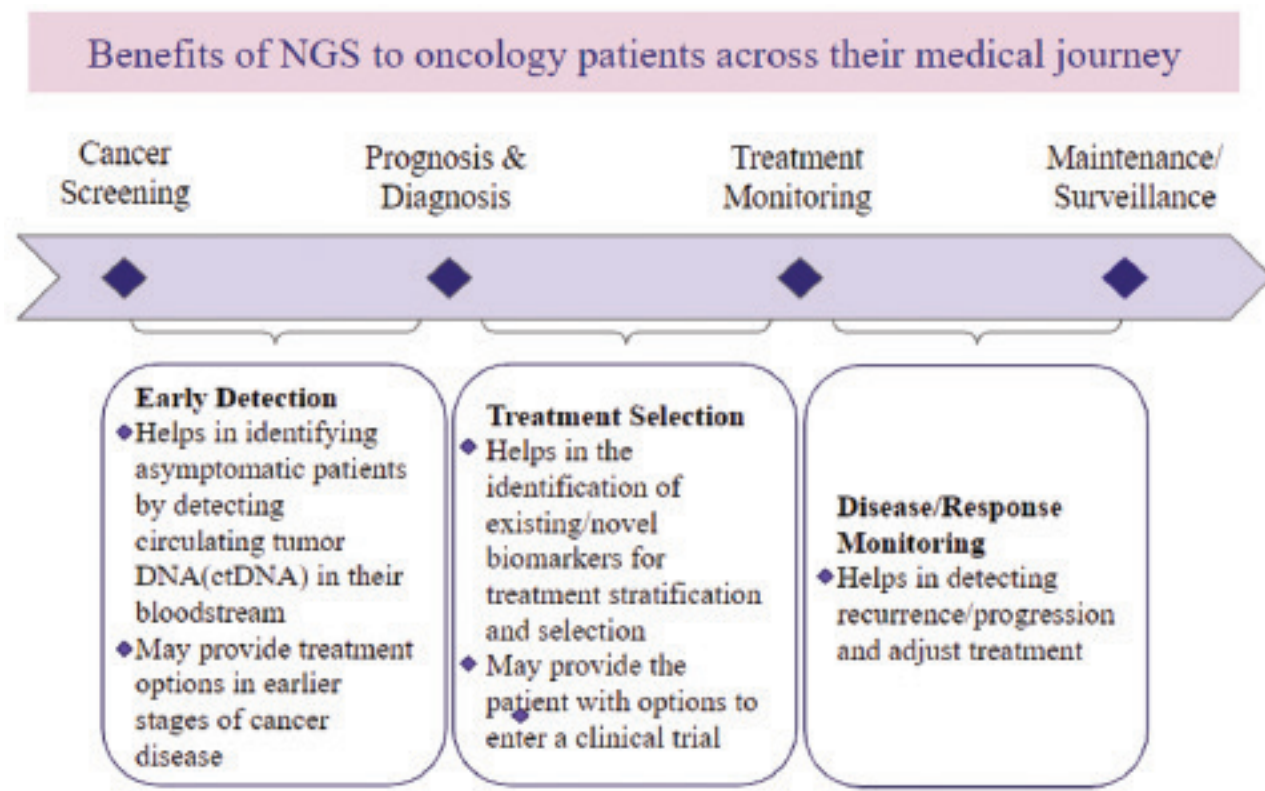 Benefits of NGS to oncology patients across their medical journey
Cancer
Screening
Prognosis &
Diagnosis
Treatment
Monitoring
Maintenance/
Surveillance
Early Detection
Helps in identifying
asymptomatic patients
by detecting
circulating tumor
DNA(ctDNA) in their
bloodstream
May provide treatment
options in earlier
stages of cancer
disease
Treatment Selection
Helps in the
identification of
existing/novel
biomarkers for
treatment stratification
and selection
May provide the
patient with options to
enter a clinical trial
Disease/Response
Monitoring
Helps in detecting
recurrence/progression
and adjust treatment